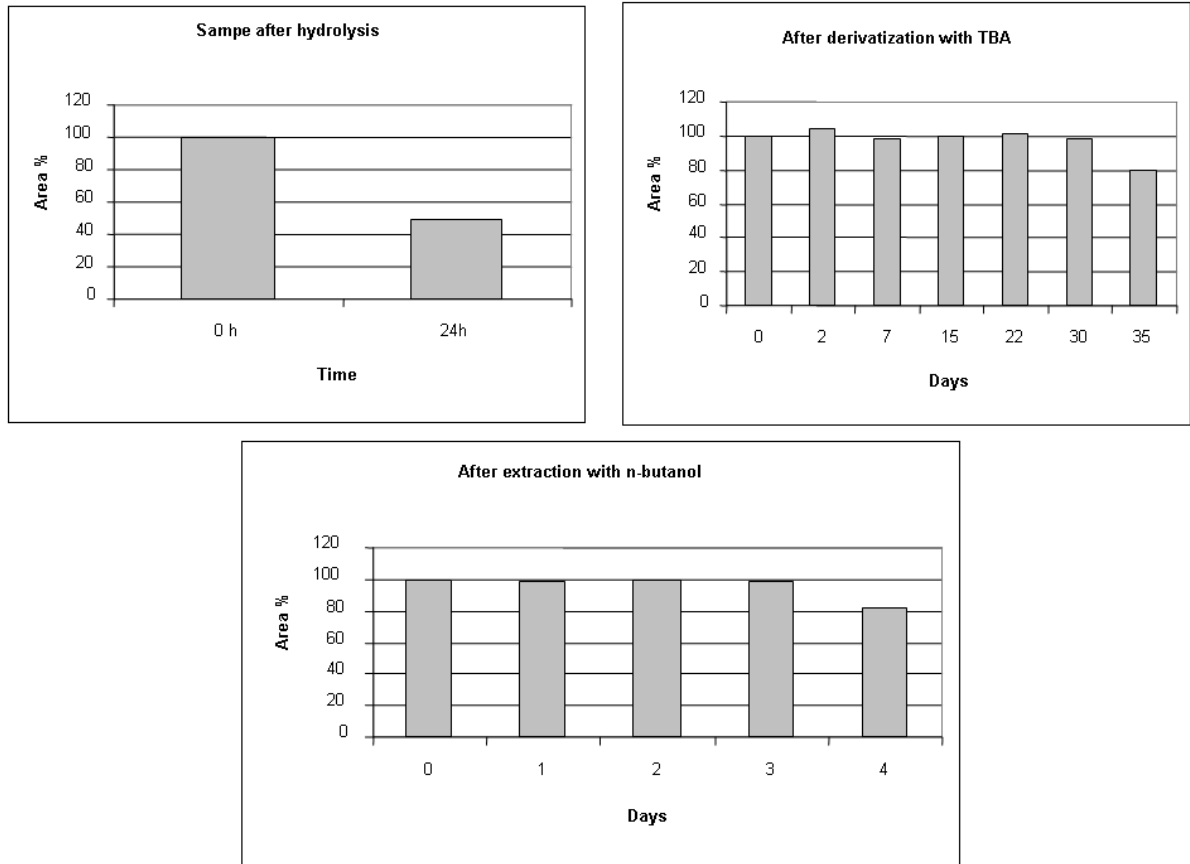 Sampe after hydrolysis
120
100
80
60
40
20
0
Area %
0 h 24h
Time
After derivatization with TBA
120
100
80
60
40
20
0
Area %
0 2 7 15 22 30 35
Days
After extraction with n-butanol
120
100
80
60
40
20
0
Area %
0 1 2 3 4
Days